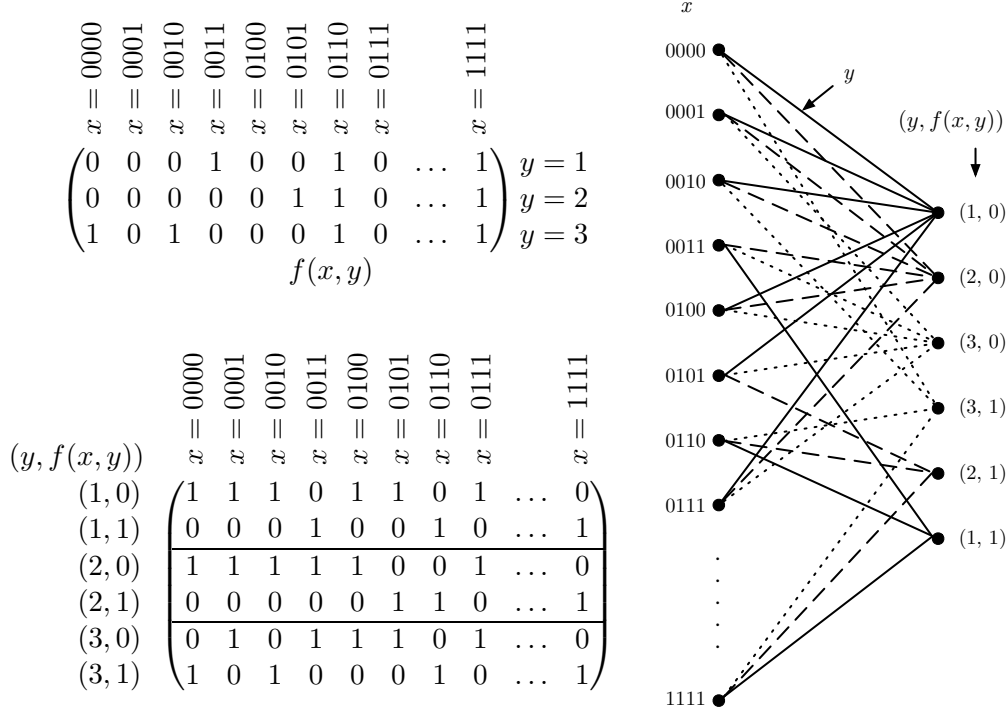 x = 0000 x = 0001 x = 0010 x = 0011 x = 0100 x = 0101 x = 0110 x = 0111 x = 1111
0 0 0 1 0 0 1 0 ... 1 y = 1
0 0 0 0 0 1 1 0 ... 1 y = 2
1 0 1 0 0 0 1 0 ... 1 y = 3
f(x, y)
x = 0000 x = 0001 x = 0010 x = 0011 x = 0100 x = 0101 x = 0110 x = 0111 x = 1111
(y, f(x, y))
(1, 0) 1 1 1 0 1 1 0 1 ... 0
(1, 1) 0 0 0 1 0 0 1 0 ... 1
(2, 0) 1 1 1 1 1 0 0 1 ... 0
(2, 1) 0 0 0 0 0 1 1 0 ... 1
(3, 0) 0 1 0 1 1 1 0 1 ... 0
(3, 1) 1 0 1 0 0 0 1 0 ... 1
x
0000
y
0001
(y, f(x, y))
0010
(1, 0)
0011
(2, 0)
0100
(3, 0)
0101
(3, 1)
0110
(2, 1)
0111
(1, 1)
1111